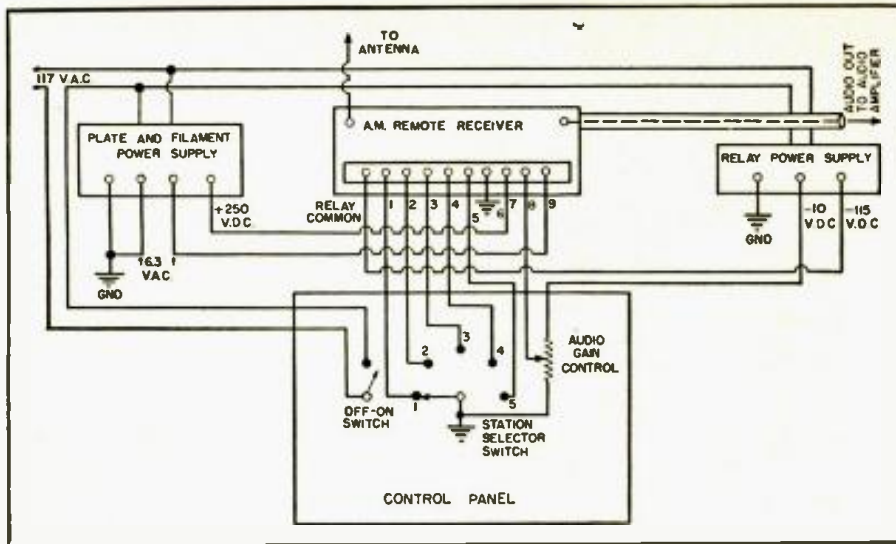 TO
ANTENNA
117 V.A.C
AUDIO OUT
TO AUDIO
AMPLIFIER
PLATE AND FILAMENT
POWER SUPPLY
A.M. REMOTE RECEIVER
RELAY POWER SUPPLY
RELAY
COMMON
1
2
3
4
5
6
7
8
9
+250
V.D.C.
6.3
V.AC.
GND
GND
-10
V D C
-115
V.D.C
1
2
3
4
5
AUDIO
GAIN
CONTROL
OFF-ON
SWITCH
STATION
SELECTOR
SWITCH
CONTROL PANEL